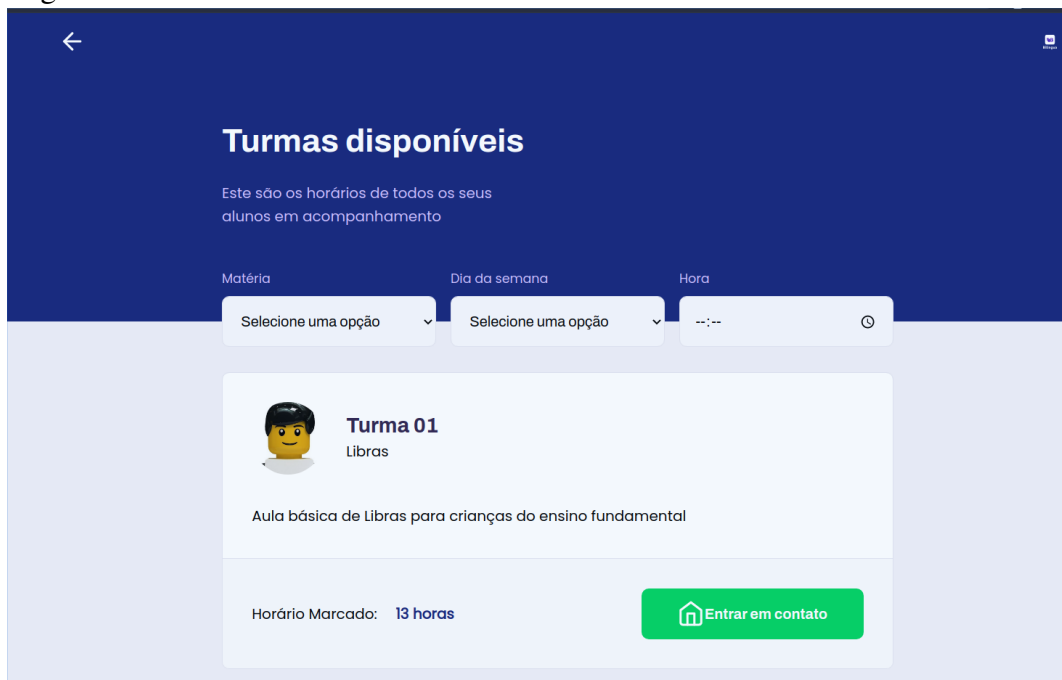 Turmas disponíveis
Este são os horários de todos os seus
alunos em acompanhamento
Matéria
Dia da semana
Hora
Selecione uma opção
Selecione uma opção
--:--
Turma 01
Libras
Aula básica de Libras para crianças do ensino fundamental
Horário Marcado: 13 horas
Entrar em contato